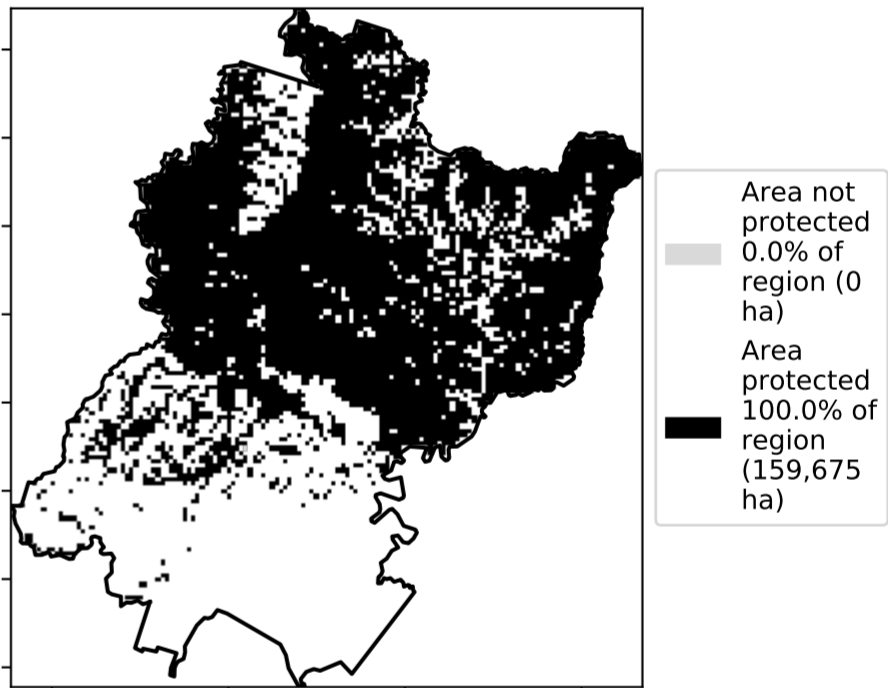 Area not
protected
0.0% of
region (0
ha)
Area
protected
100.0% of
region
(159,675
ha)